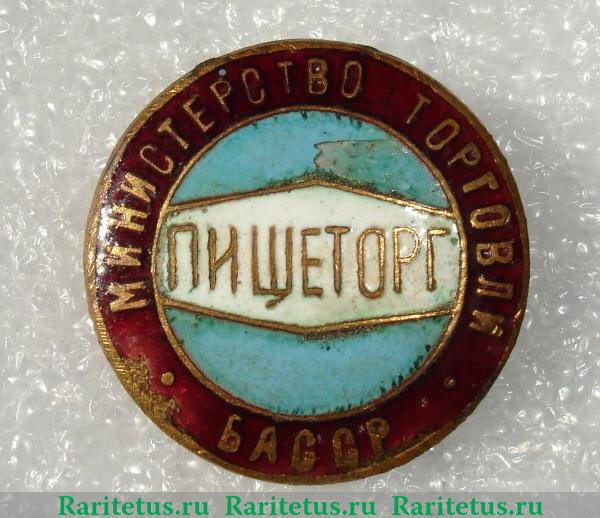 МИНИСТЕРСТВО ТОРГОВЛИ
ПИЩЕТОРГ
БАССР
Raritetus.ru Raritetus.ru Raritetus.ru